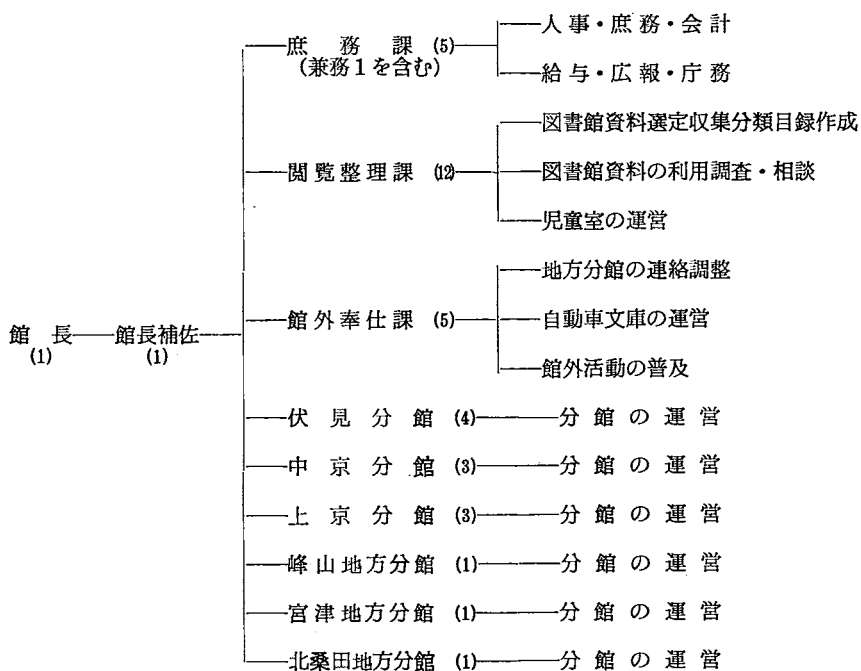 庶務課 (5)
(兼務1を含む)
人事・庶務・会計
給与・広報・庁務
閲覧整理課 (12)
図書館資料選定収集分類目録作成
図書館資料の利用調査・相談
児童室の運営
館長
(1)
館長補佐
(1)
館外奉仕課 (5)
地方分館の連絡調整
自動車文庫の運営
館外活動の普及
伏見分館 (4) 分館の運営
中京分館 (3) 分館の運営
上京分館 (3) 分館の運営
峰山地方分館 (1) 分館の運営
宮津地方分館 (1) 分館の運営
北桑田地方分館 (1) 分館の運営